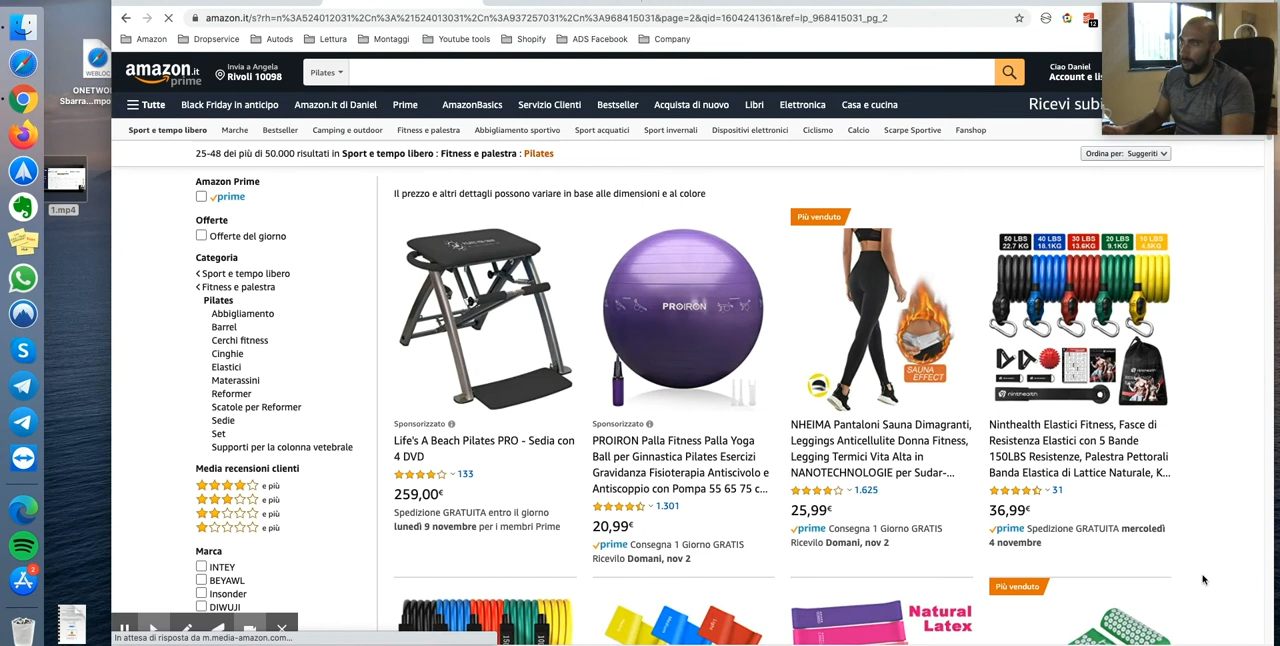 amazon.it/s?rh=n%3A524012031%2Cn%3A%21524013031%2Cn%3A937257031%2Cn%3A968415031&page=2&qid=1604241361&ref=lp_968415031_pg_2
12
Amazon Dropservice Autods Lettura Montaggi Youtube tools Shopify ADS Facebook Company
WEBLOC
ONETWO
Sbarra...mpo
1.mp4
amazon.it
prime
Invia a Angela
Rivoli 10098
Pilates
Ciao Daniel
Account e lis
Tutte Black Friday in anticipo Amazon.it di Daniel Prime AmazonBasics Servizio Clienti Bestseller Acquista di nuovo Libri Elettronica Casa e cucina Ricevi subi
Sport e tempo libero Marche Bestseller Camping e outdoor Fitness e palestra Abbigliamento sportivo Sport acquatici Sport invernali Dispositivi elettronici Ciclismo Calcio Scarpe Sportive Fanshop
25-48 dei più di 50.000 risultati in Sport e tempo libero : Fitness e palestra : Pilates
Ordina per: Suggeriti
Amazon Prime
prime
Offerte
Offerte del giorno
Categoria
Sport e tempo libero
Fitness e palestra
Pilates
Abbigliamento
Barrel
Cerchi fitness
Cinghie
Elastici
Materassini
Reformer
Scatole per Reformer
Sedie
Set
Supporti per la colonna vertebrale
Media recensioni clienti
e più
e più
e più
e più
Marca
INTEY
BEYAWL
Insonder
DIWUJI
Il prezzo e altri dettagli possono variare in base alle dimensioni e al colore
Sponsorizzato
Life's A Beach Pilates PRO - Sedia con
4 DVD
133
259,00€
Spedizione GRATUITA entro il giorno
lunedì 9 novembre per i membri Prime
PROIRON
Sponsorizzato
PROIRON Palla Fitness Palla Yoga
Ball per Ginnastica Pilates Esercizi
Gravidanza Fisioterapia Antiscivolo e
Antiscoppio con Pompa 55 65 75 c...
1.301
20,99€
prime Consegna 1 Giorno GRATIS
Ricevilo Domani, nov 2
Più venduto
SAUNA
EFFECT
NHEIMA Pantaloni Sauna Dimagranti,
Leggings Anticellulite Donna Fitness,
Legging Termici Vita Alta in
NANOTECHNOLOGIE per Sudar-...
1.625
25,99€
prime Consegna 1 Giorno GRATIS
Ricevilo Domani, nov 2
50 LBS 40 LBS 30 LBS 20 LBS 10 LBS
22.7 KG 18.1KG 13.6KG 9.1KG 4.5KG
ninthealth
Ninthealth Elastici Fitness, Fasce di
Resistenza Elastici con 5 Bande
150LBS Resistenze, Palestra Pettorali
Banda Elastica di Lattice Naturale, K...
31
36,99€
prime Spedizione GRATUITA mercoledì
4 novembre
Natural
Latex
Più venduto
In attesa di risposta da m.media-amazon.com...
2